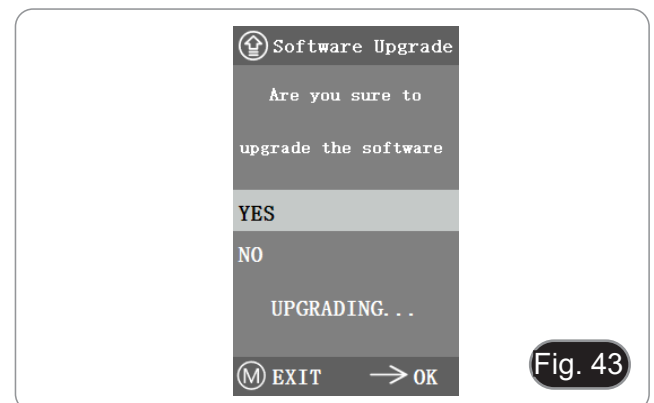 Software Upgrade
Are you sure to
upgrade the software
YES
NO
UPGRADING...
M EXIT → OK
Fig. 43